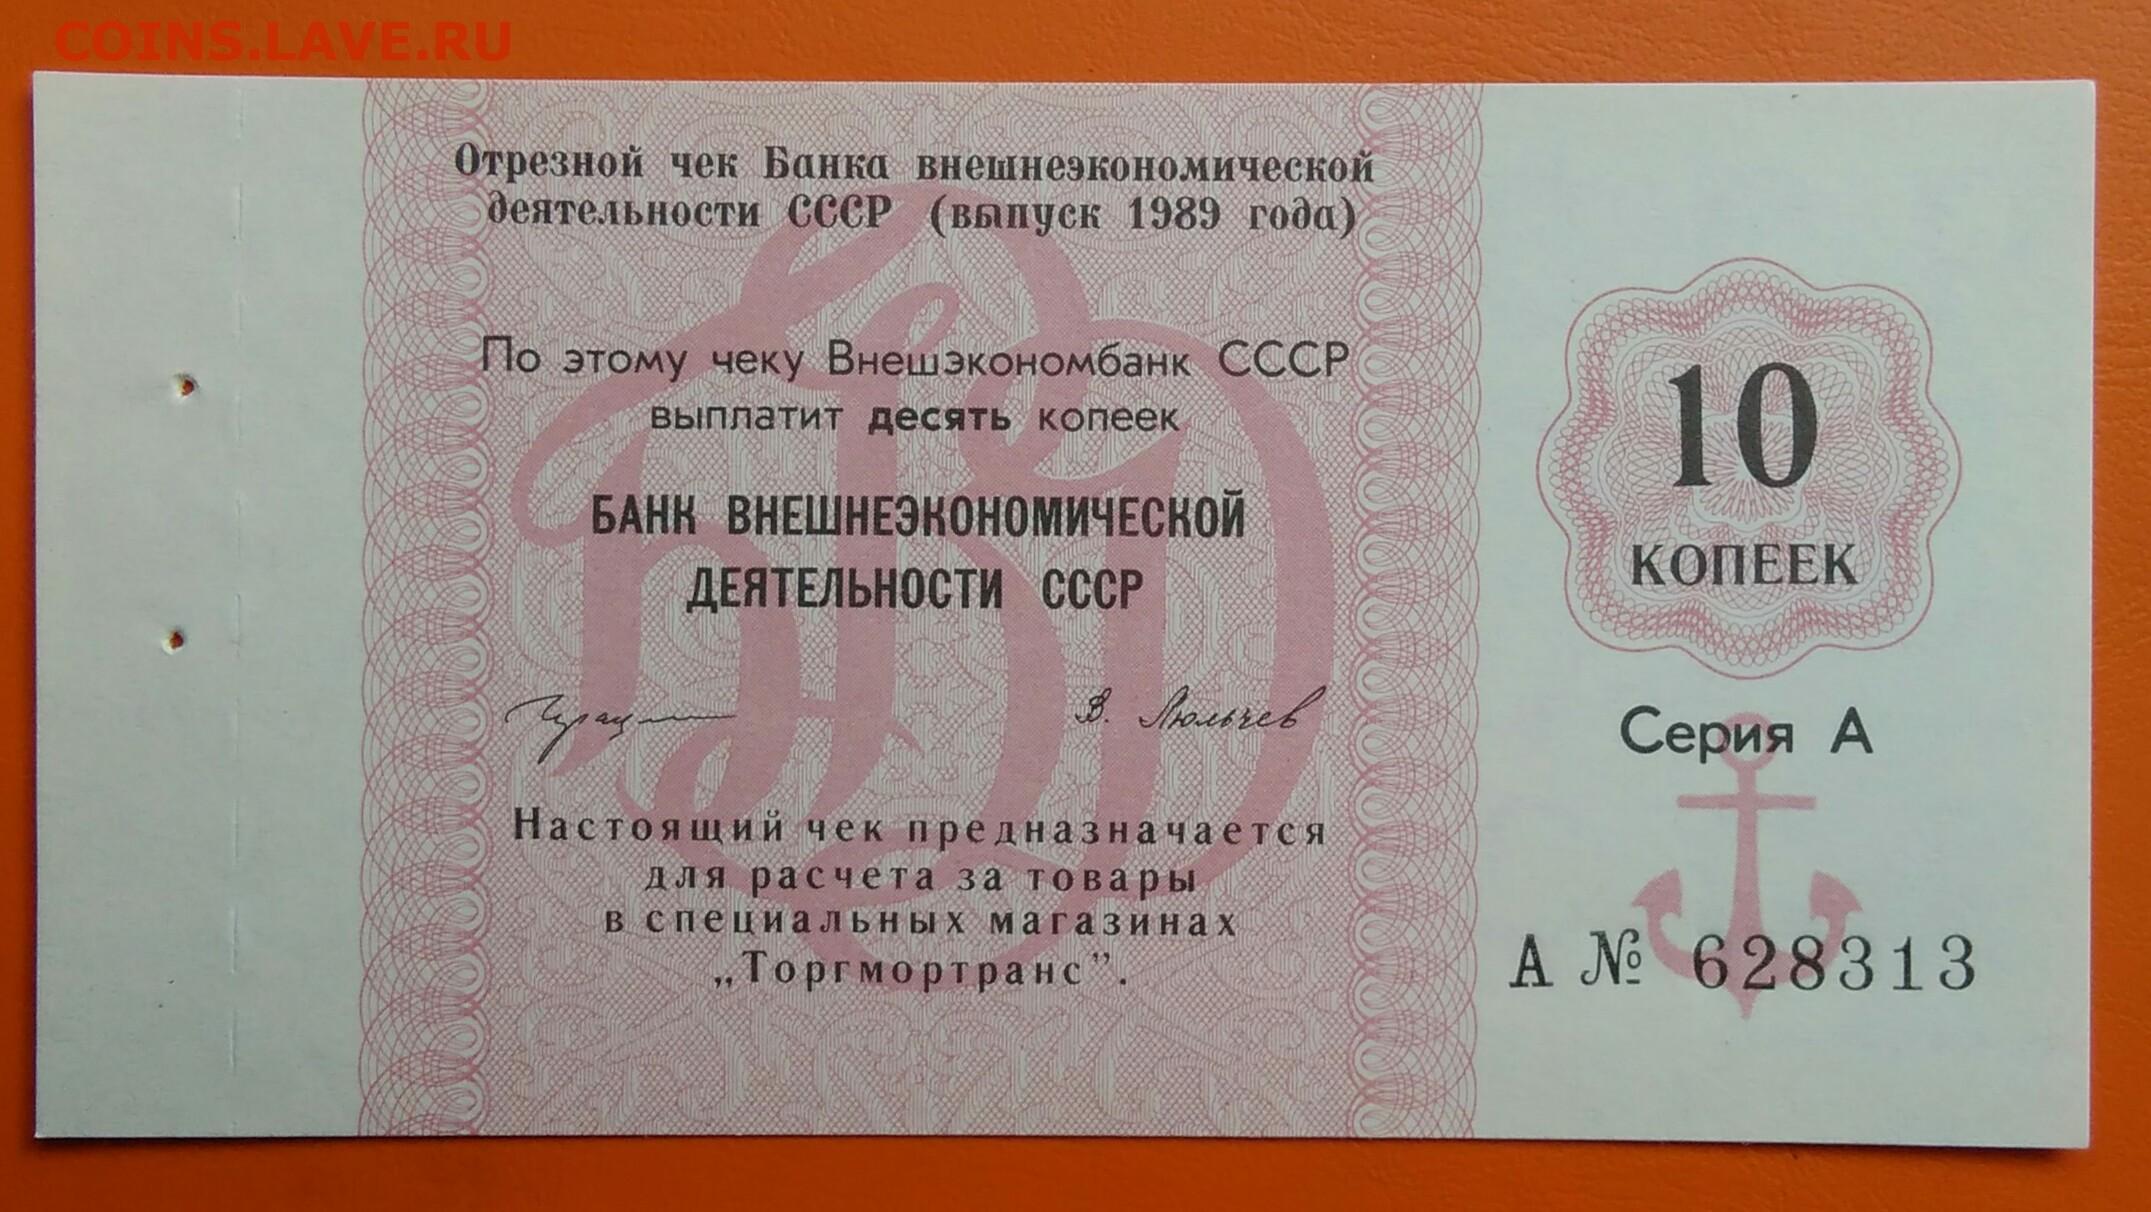 COINS.LAVE.RU
Отрезной чек Банка внешнеэкономической
деятельности СССР (выпуск 1989 года)
По этому чеку Внешэкономбанк СССР
выплатит десять копеек
БАНК ВНЕШНЕЭКОНОМИЧЕСКОЙ
ДЕЯТЕЛЬНОСТИ СССР
В. Люльчев
Настоящий чек предназначается
для расчета за товары
в специальных магазинах
„Торгмортранс”.
10
КОПЕЕК
Серия А
А № 628313